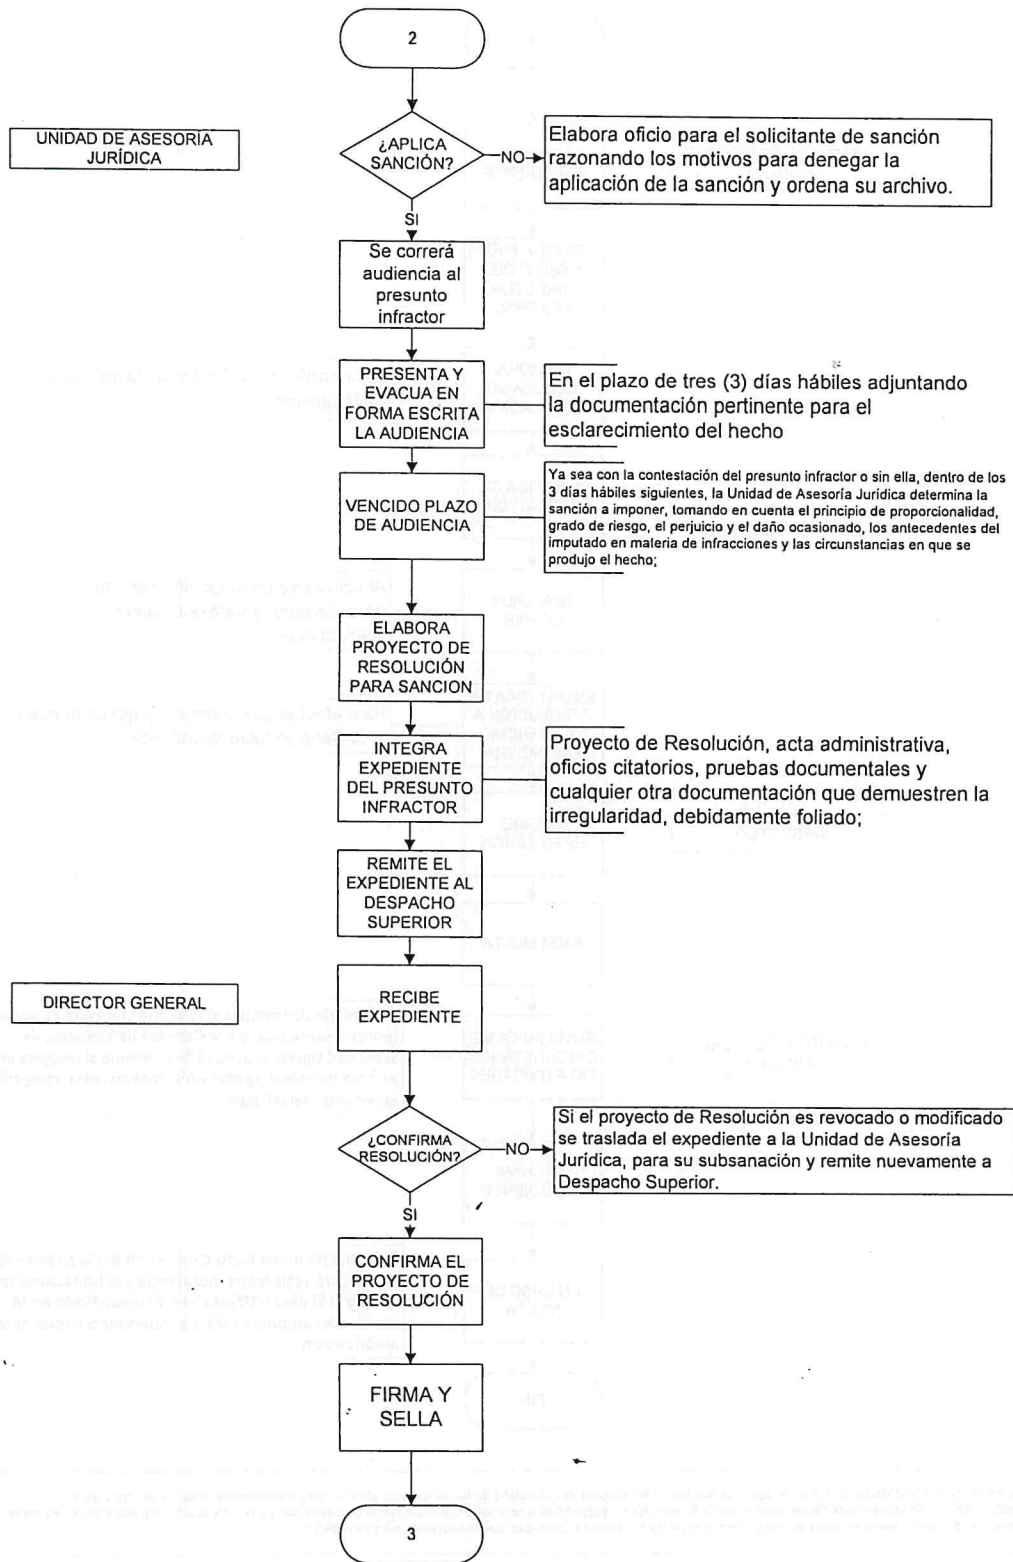 2
UNIDAD DE ASESORÍA
JURÍDICA
¿APLICA
SANCIÓN?
NO
Elabora oficio para el solicitante de sanción
razonando los motivos para denegar la
aplicación de la sanción y ordena su archivo.
SI
Se correrá
audiencia al
presunto
infractor
PRESENTA Y
EVACUA EN
FORMA ESCRITA
LA AUDIENCIA
En el plazo de tres (3) días hábiles adjuntando
la documentación pertinente para el
esclarecimiento del hecho
VENCIDO PLAZO
DE AUDIENCIA
Ya sea con la contestación del presunto infractor o sin ella, dentro de los
3 días hábiles siguientes, la Unidad de Asesoría Jurídica determina la
sanción a imponer, tomando en cuenta el principio de proporcionalidad,
grado de riesgo, el perjuicio y el daño ocasionado, los antecedentes del
imputado en materia de infracciones y las circunstancias en que se
produjo el hecho;
ELABORA
PROYECTO DE
RESOLUCIÓN
PARA SANCION
INTEGRA
EXPEDIENTE
DEL PRESUNTO
INFRACTOR
Proyecto de Resolución, acta administrativa,
oficios citatorios, pruebas documentales y
cualquier otra documentación que demuestren la
irregularidad, debidamente foliado;
REMITE EL
EXPEDIENTE AL
DESPACHO
SUPERIOR
DIRECTOR GENERAL
RECIBE
EXPEDIENTE
¿CONFIRMA
RESOLUCIÓN?
NO
Si el proyecto de Resolución es revocado o modificado
se traslada el expediente a la Unidad de Asesoría
Jurídica, para su subsanación y remite nuevamente a
Despacho Superior.
SI
CONFIRMA EL
PROYECTO DE
RESOLUCIÓN
FIRMA Y
SELLA
3